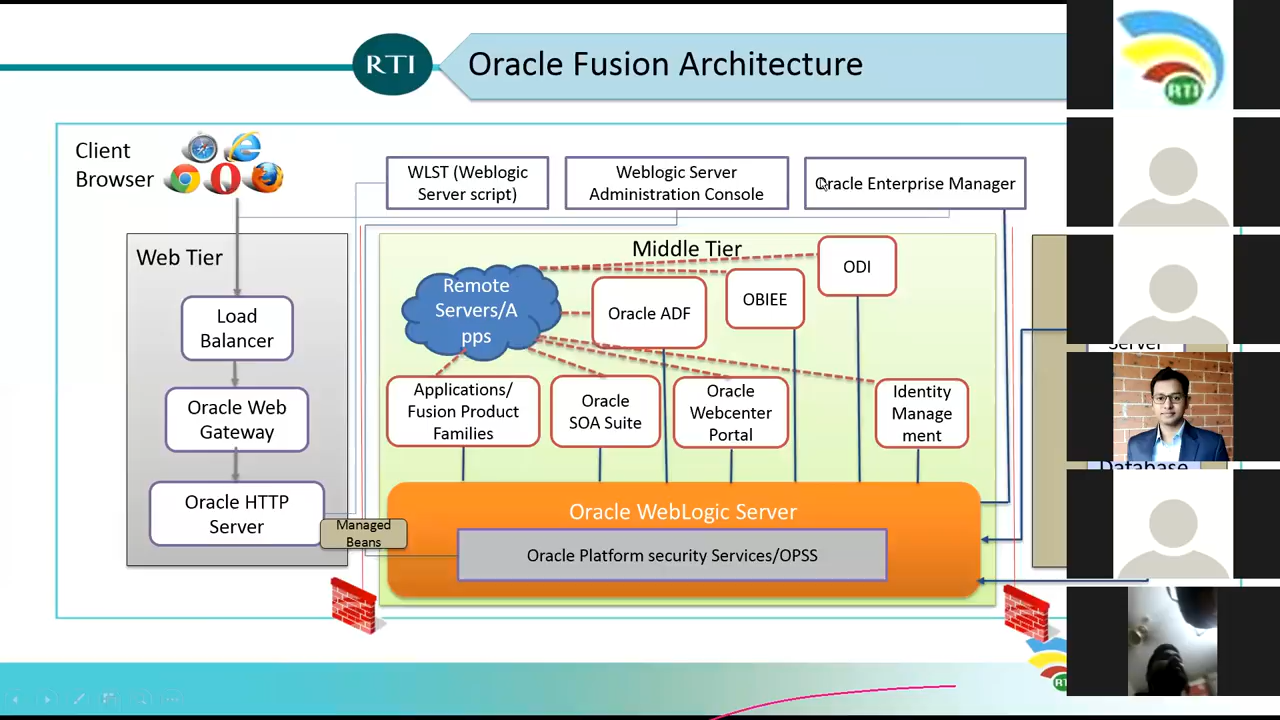 RTI
Oracle Fusion Architecture
Client
Browser
WLST (Weblogic
Server script)
Weblogic Server
Administration Console
Oracle Enterprise Manager
Web Tier
Load
Balancer
Oracle Web
Gateway
Oracle HTTP
Server
Managed
Beans
Middle Tier
Remote
Servers/A
pps
Oracle ADF
OBIEE
ODI
Applications/
Fusion Product
Families
Oracle
SOA Suite
Oracle
Webcenter
Portal
Identity
Manage
ment
Oracle WebLogic Server
Oracle Platform security Services/OPSS
Server
Database
RTI